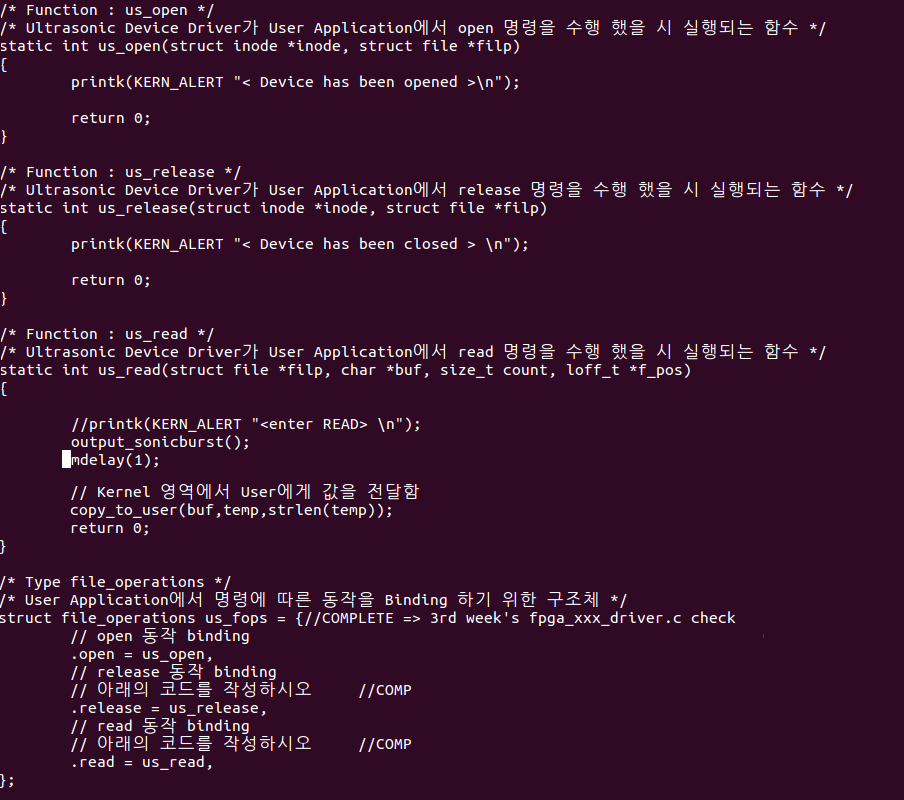 /* Function : us_open */
/* Ultrasonic Device Driver가 User Application에서 open 명령을 수행 했을 시 실행되는 함수 */
static int us_open(struct inode *inode, struct file *filp)
{
        printk(KERN_ALERT "< Device has been opened >\n");

        return 0;
}

/* Function : us_release */
/* Ultrasonic Device Driver가 User Application에서 release 명령을 수행 했을 시 실행되는 함수 */
static int us_release(struct inode *inode, struct file *filp)
{
        printk(KERN_ALERT "< Device has been closed > \n");

        return 0;
}

/* Function : us_read */
/* Ultrasonic Device Driver가 User Application에서 read 명령을 수행 했을 시 실행되는 함수 */
static int us_read(struct file *filp, char *buf, size_t count, loff_t *f_pos)
{

        //printk(KERN_ALERT "<enter READ> \n");
        output_sonicburst();
        mdelay(1);

        // Kernel 영역에서 User에게 값을 전달함
        copy_to_user(buf,temp,strlen(temp));
        return 0;
}

/* Type file_operations */
/* User Application에서 명령에 따른 동작을 Binding 하기 위한 구조체 */
struct file_operations us_fops = {//COMPLETE => 3rd week's fpga_xxx_driver.c check
        // open 동작 binding
        .open = us_open,
        // release 동작 binding
        // 아래의 코드를 작성하시오     //COMP
        .release = us_release,
        // read 동작 binding
        // 아래의 코드를 작성하시오     //COMP
        .read = us_read,
};